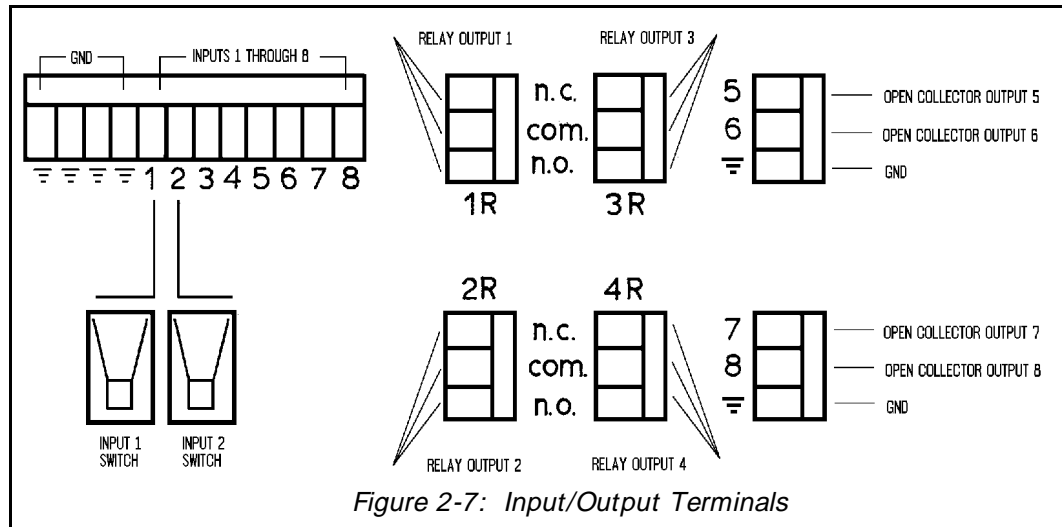 GND
INPUTS 1 THROUGH 8
1 2 3 4 5 6 7 8
INPUT 1
SWITCH
INPUT 2
SWITCH
RELAY OUTPUT 1
RELAY OUTPUT 3
n.c.
com.
n.o.
1R
3R
5
6
OPEN COLLECTOR OUTPUT 5
OPEN COLLECTOR OUTPUT 6
GND
2R
4R
n.c.
com.
n.o.
RELAY OUTPUT 2
RELAY OUTPUT 4
7
8
OPEN COLLECTOR OUTPUT 7
OPEN COLLECTOR OUTPUT 8
GND
Figure 2-7: Input/Output Terminals